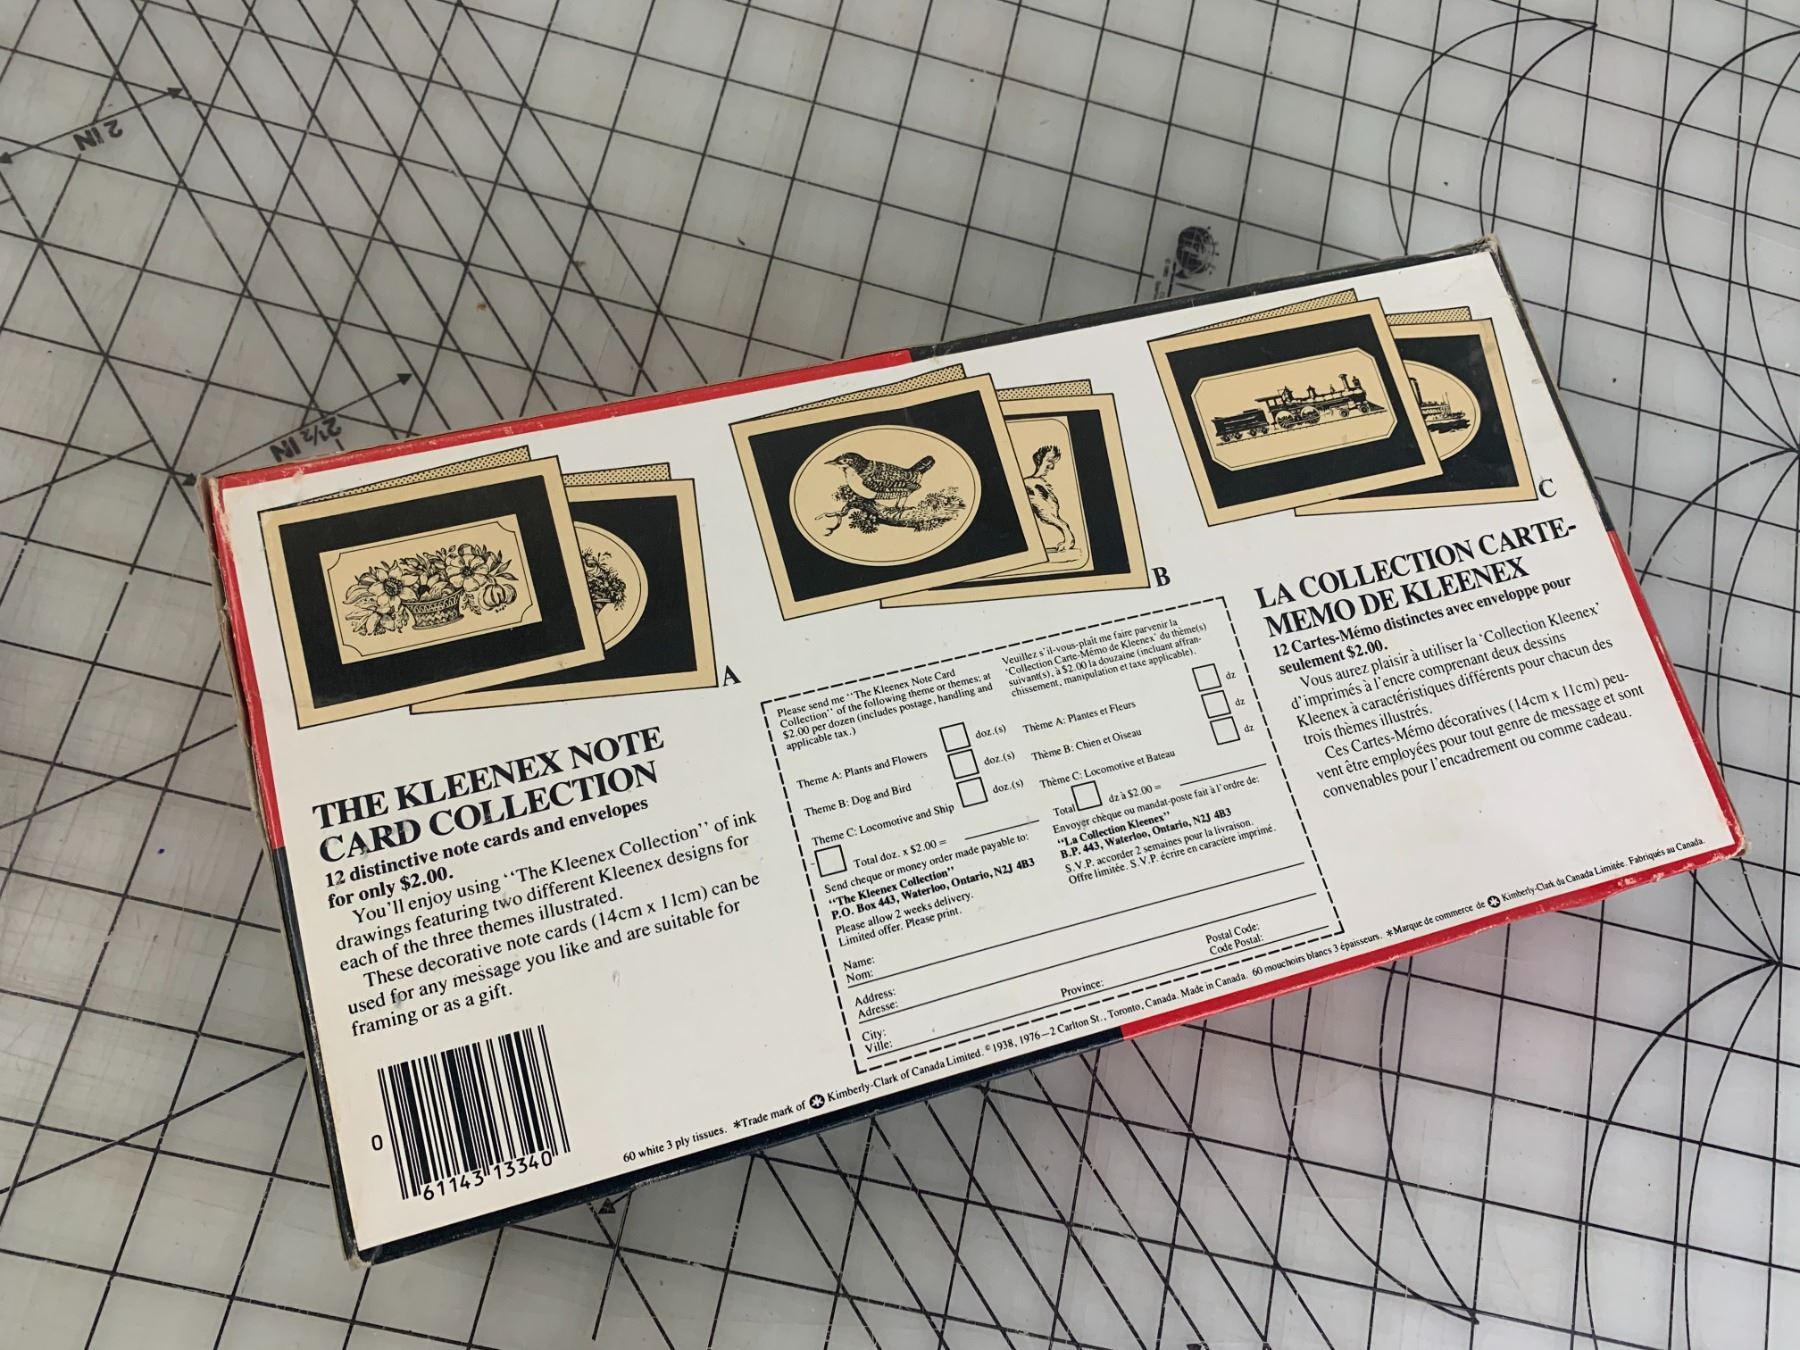 2 IN
2½ IN
A
B
C
THE KLEENEX NOTE
CARD COLLECTION
12 distinctive note cards and envelopes
for only $2.00.
You'll enjoy using "The Kleenex Collection" of ink
drawings featuring two different Kleenex designs for
each of the three themes illustrated.
These decorative note cards (14cm x 11cm) can be
used for any message you like and are suitable for
framing or as a gift.
0
61143 13340
Please send me "The Kleenex Note Card
Collection" of the following theme or themes; at
$2.00 per dozen (includes postage, handling and
applicable tax.)
Theme A: Plants and Flowers doz.(s)
Theme B: Dog and Bird doz.(s)
Theme C: Locomotive and Ship doz.(s)
Total doz. x $2.00 =
Send cheque or money order made payable to:
"The Kleenex Collection"
P.O. Box 443, Waterloo, Ontario, N2J 4B3
Please allow 2 weeks delivery.
Limited offer. Please print.
Veuillez s'il-vous-plaît me faire parvenir la
'Collection Carte-Mémo de Kleenex' du thème(s)
suivant(s), à $2.00 la douzaine (incluant affran-
chissement, manipulation et taxe applicable).
Thème A: Plantes et Fleurs dz
Thème B: Chien et Oiseau dz
Thème C: Locomotive et Bateau dz
Total dz à $2.00 =
Envoyer chèque ou mandat-poste fait à l'ordre de:
"La Collection Kleenex"
B.P. 443, Waterloo, Ontario, N2J 4B3
S.V.P. accorder 2 semaines pour la livraison.
Offre limitée. S.V.P. écrire en caractère imprimé.
Name:
Nom:
Address:
Adresse:
City:
Ville:
Province:
Postal Code:
Code Postal:
LA COLLECTION CARTE-
MEMO DE KLEENEX
12 Cartes-Mémo distinctes avec enveloppe pour
seulement $2.00.
Vous aurez plaisir à utiliser la 'Collection Kleenex'
d'imprimés à l'encre comprenant deux dessins
Kleenex à caractéristiques différents pour chacun des
trois thèmes illustrés.
Ces Cartes-Mémo décoratives (14cm x 11cm) peu-
vent être employées pour tout genre de message et sont
convenables pour l'encadrement ou comme cadeau.
60 white 3 ply tissues. *Trade mark of Kimberly-Clark of Canada Limited. ©1938, 1976—2 Carlton St., Toronto, Canada. Made in Canada. 60 mouchoirs blancs 3 épaisseurs. *Marque de commerce de Kimberly-Clark du Canada Limitée. Fabriqués au Canada.